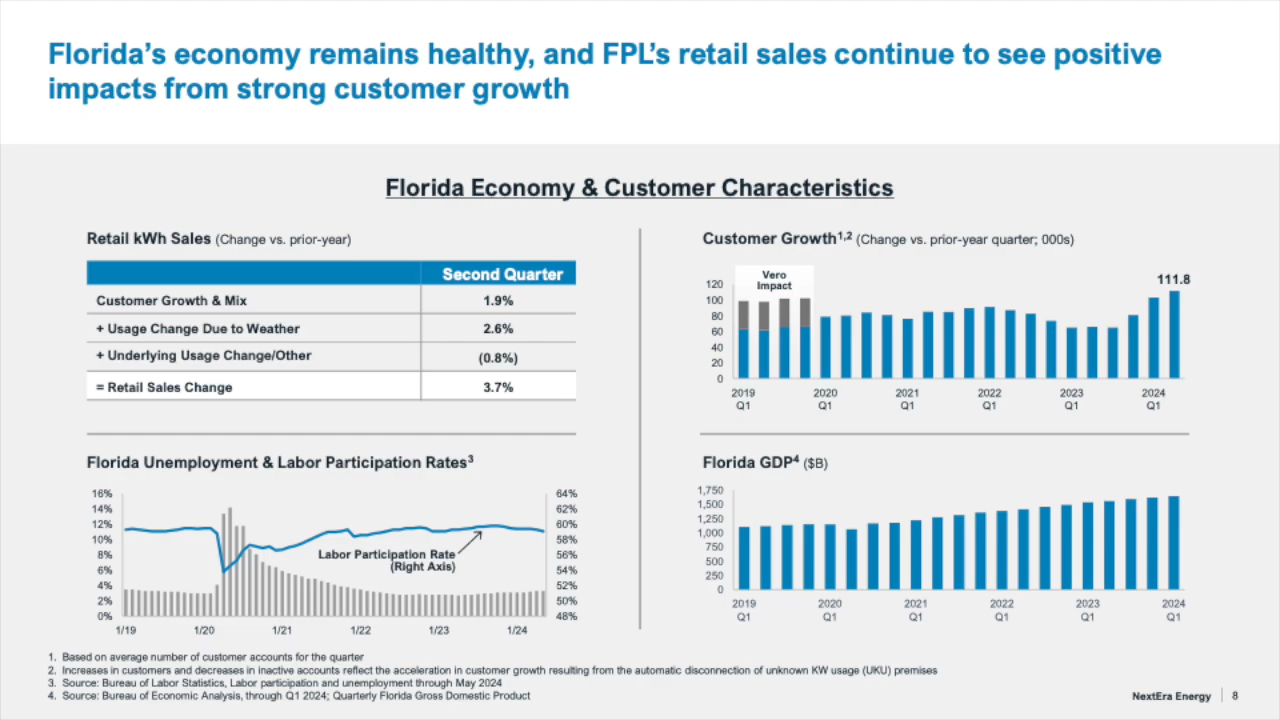 Florida's economy remains healthy, and FPL's retail sales continue to see positive
impacts from strong customer growth
Florida Economy & Customer Characteristics
Retail kWh Sales (Change vs. prior-year)
Second Quarter
Customer Growth & Mix 1.9%
+ Usage Change Due to Weather 2.6%
+ Underlying Usage Change/Other (0.8%)
= Retail Sales Change 3.7%
Customer Growth1,2 (Change vs. prior-year quarter; 000s)
Vero
Impact
111.8
120
100
80
60
40
20
0
2019 2020 2021 2022 2023 2024
Q1 Q1 Q1 Q1 Q1 Q1
Florida Unemployment & Labor Participation Rates3
16% 64%
14% 62%
12% 60%
10% 58%
8% 56%
6% 54%
4% 52%
2% 50%
0% 48%
Labor Participation Rate
(Right Axis)
1/19 1/20 1/21 1/22 1/23 1/24
Florida GDP4 ($B)
1,750
1,500
1,250
1,000
750
500
250
0
2019 2020 2021 2022 2023 2024
Q1 Q1 Q1 Q1 Q1 Q1
1. Based on average number of customer accounts for the quarter
2. Increases in customers and decreases in inactive accounts reflect the acceleration in customer growth resulting from the automatic disconnection of unknown KW usage (UKU) premises
3. Source: Bureau of Labor Statistics, Labor participation and unemployment through May 2024
4. Source: Bureau of Economic Analysis, through Q1 2024; Quarterly Florida Gross Domestic Product
NextEra Energy 8